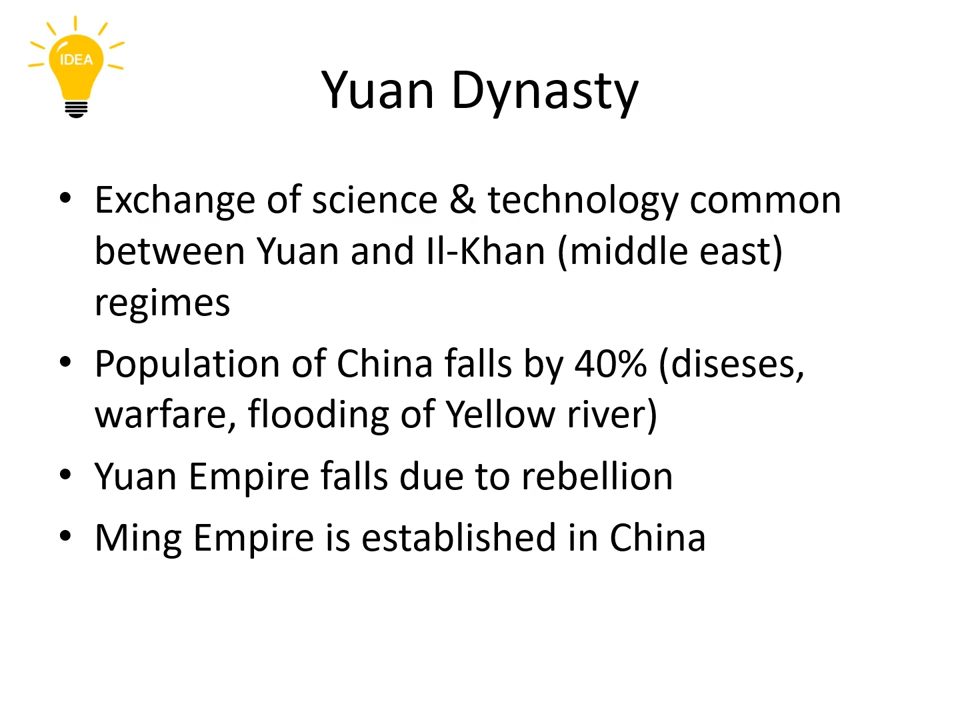 IDEA
Yuan Dynasty
• Exchange of science & technology common
between Yuan and Il-Khan (middle east)
regimes
• Population of China falls by 40% (diseses,
warfare, flooding of Yellow river)
• Yuan Empire falls due to rebellion
• Ming Empire is established in China